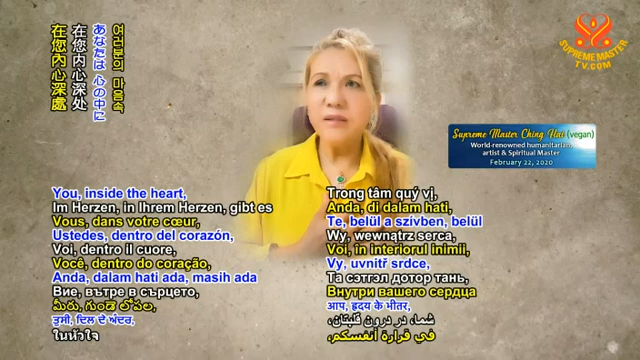 여러분의 마음속
あなたは 心の中に
在您内心深处
在您內心深處
SUPREME MASTER
TV.COM
Supreme Master Ching Hai (vegan)
World-renowned humanitarian,
artist & Spiritual Master
February 22, 2020
You, inside the heart,
Im Herzen, in Ihrem Herzen, gibt es
Vous, dans votre cœur,
Ustedes, dentro del corazón,
Voi, dentro il cuore,
Você, dentro do coração,
Anda, dalam hati ada, masih ada
Вие, вътре в сърцето,
మీరు, గుండె లోపల,
ਤੁਸੀਂ, ਦਿਲ ਦੇ ਅੰਦਰ,
ในหัวใจ
Trong tâm quý vị,
Anda, di dalam hati,
Te, belül a szívben, belül
Wy, wewnątrz serca,
Voi, in interiorul inimii,
Vy, uvnitř srdce,
Та сэтгэл дотор тань,
Внутри вашего сердца
आप, ह्रदय के भीतर,
شما، در درون قلبتان،
في قرارة أنفسكم،